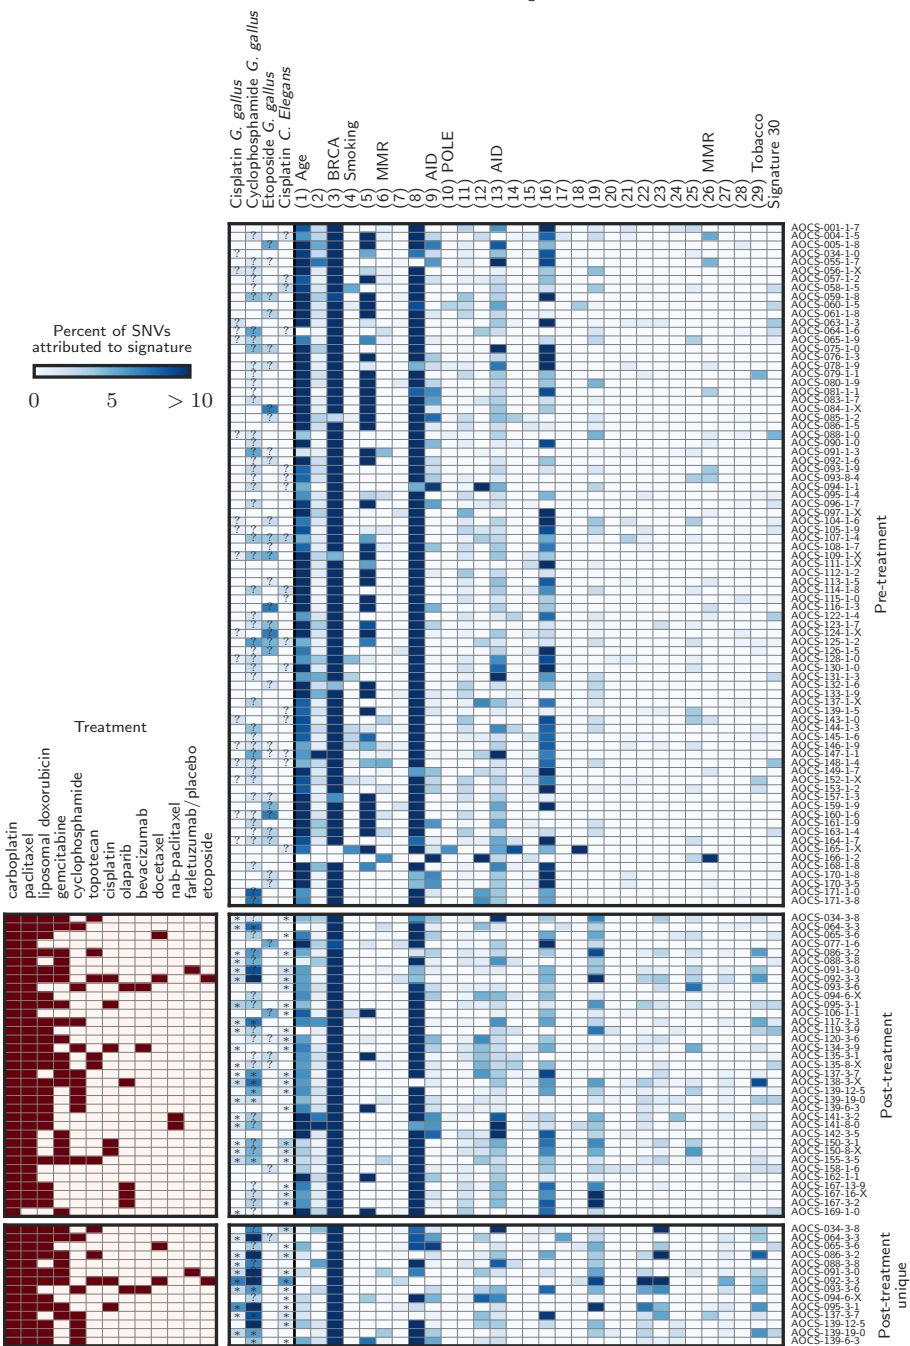 Cisplatin G. gallus
Cyclophosphamide G. gallus
Etoposide G. gallus
Cisplatin C. Elegans
(1) Age
(2)
(3) BRCA
(4) Smoking
(5)
(6) MMR
(7)
(8)
(9) AID
(10) POLE
(11)
(12)
(13) AID
(14)
(15)
(16)
(17)
(18)
(19)
(20)
(21)
(22)
(23)
(24)
(25)
(26) MMR
(27)
(28)
(29) Tobacco
Signature 30
Percent of SNVs
attributed to signature
0 5 > 10
AOCS-001-1-7
AOCS-004-1-5
AOCS-005-1-8
AOCS-034-1-0
AOCS-055-1-7
AOCS-056-1-X
AOCS-057-1-2
AOCS-058-1-5
AOCS-059-1-8
AOCS-060-1-5
AOCS-061-1-8
AOCS-063-1-3
AOCS-064-1-6
AOCS-065-1-9
AOCS-075-1-0
AOCS-076-1-3
AOCS-078-1-9
AOCS-079-1-1
AOCS-080-1-9
AOCS-081-1-1
AOCS-083-1-7
AOCS-084-1-X
AOCS-085-1-2
AOCS-086-1-5
AOCS-088-1-0
AOCS-090-1-0
AOCS-091-1-3
AOCS-092-1-6
AOCS-093-1-9
AOCS-093-8-4
AOCS-094-1-1
AOCS-095-1-4
AOCS-096-1-7
AOCS-097-1-X
AOCS-104-1-6
AOCS-105-1-9
AOCS-107-1-4
AOCS-108-1-7
AOCS-109-1-X
AOCS-111-1-X
AOCS-112-1-2
AOCS-113-1-5
AOCS-114-1-8
AOCS-115-1-0
AOCS-116-1-3
AOCS-122-1-4
AOCS-123-1-7
AOCS-124-1-X
AOCS-125-1-2
AOCS-126-1-5
AOCS-128-1-0
AOCS-130-1-0
AOCS-131-1-3
AOCS-132-1-6
AOCS-133-1-9
AOCS-137-1-X
AOCS-139-1-5
AOCS-143-1-0
AOCS-144-1-3
AOCS-145-1-6
AOCS-146-1-9
AOCS-147-1-1
AOCS-148-1-4
AOCS-149-1-7
AOCS-152-1-X
AOCS-153-1-2
AOCS-157-1-3
AOCS-159-1-9
AOCS-160-1-6
AOCS-161-1-9
AOCS-163-1-4
AOCS-164-1-7
AOCS-165-1-X
AOCS-166-1-2
AOCS-168-1-8
AOCS-170-1-8
AOCS-170-3-5
AOCS-171-1-0
AOCS-171-3-8
Pre-treatment
Treatment
carboplatin
paclitaxel
liposomal doxorubicin
gemcitabine
cyclophosphamide
topotecan
cisplatin
olaparib
bevacizumab
docetaxel
nab-paclitaxel
farletuzumab/placebo
etoposide
AOCS-034-3-8
AOCS-064-3-3
AOCS-065-3-6
AOCS-077-1-6
AOCS-086-3-2
AOCS-088-3-8
AOCS-091-3-0
AOCS-092-3-3
AOCS-093-3-6
AOCS-094-6-X
AOCS-095-3-1
AOCS-106-1-1
AOCS-117-3-3
AOCS-119-3-9
AOCS-120-3-6
AOCS-134-3-9
AOCS-135-3-1
AOCS-135-8-X
AOCS-137-3-7
AOCS-138-3-X
AOCS-139-12-5
AOCS-139-19-0
AOCS-139-6-3
AOCS-141-3-2
AOCS-141-8-0
AOCS-142-3-5
AOCS-150-3-1
AOCS-150-8-X
AOCS-155-3-5
AOCS-158-1-6
AOCS-162-1-1
AOCS-167-13-9
AOCS-167-16-X
AOCS-167-3-2
AOCS-169-1-0
Post-treatment
AOCS-034-3-8
AOCS-064-3-3
AOCS-065-3-6
AOCS-086-3-2
AOCS-088-3-8
AOCS-091-3-0
AOCS-092-3-3
AOCS-093-3-6
AOCS-094-6-X
AOCS-095-3-1
AOCS-137-3-7
AOCS-139-12-5
AOCS-139-19-0
AOCS-139-6-3
Post-treatment
unique